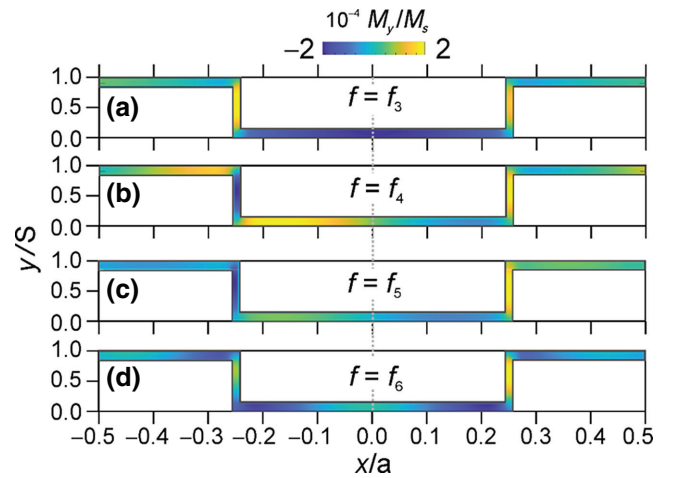 10⁻⁴ My/Ms
−2 2
1.0
0.5
0.0
(a)
f = f₃
1.0
0.5
0.0
(b)
f = f₄
y/S
1.0
0.5
0.0
(c)
f = f₅
1.0
0.5
0.0
(d)
f = f₆
−0.5 −0.4 −0.3 −0.2 −0.1 0.0 0.1 0.2 0.3 0.4 0.5
x/a